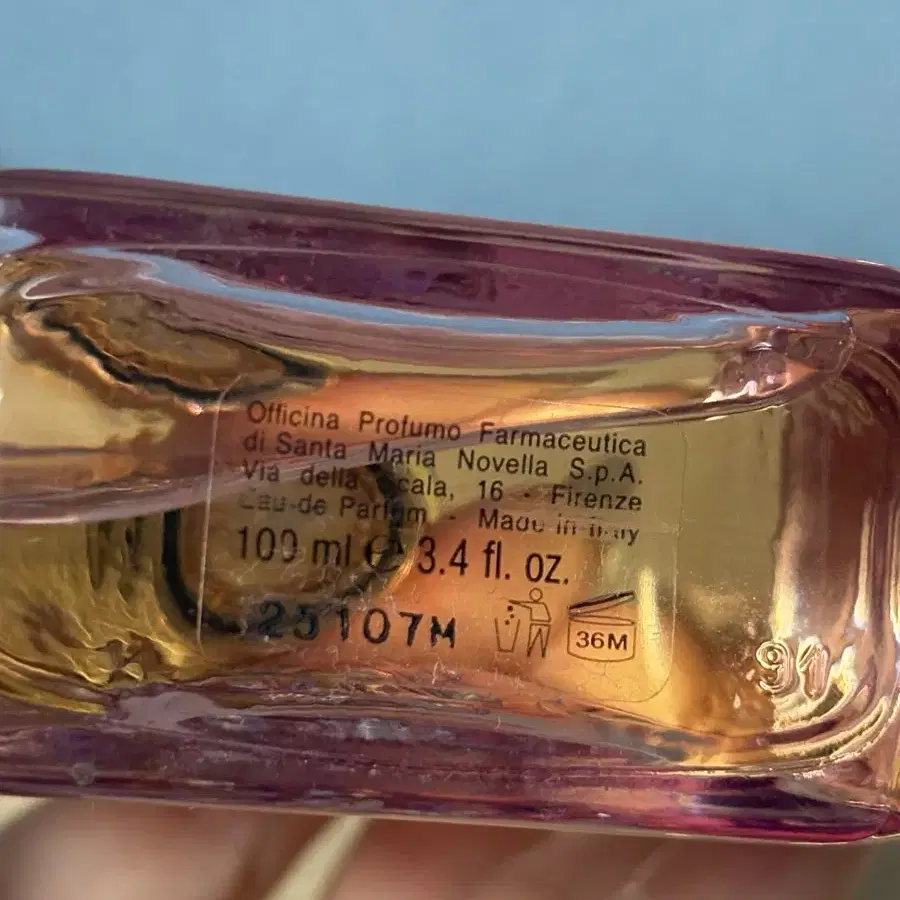 Officina Profumo Farmaceutica
di Santa Maria Novella S.p.A.
Via della Scala, 16 - Firenze
Eau de Parfum - Made in Italy
100 ml ℮ 3.4 fl. oz.
25107M
36M
91